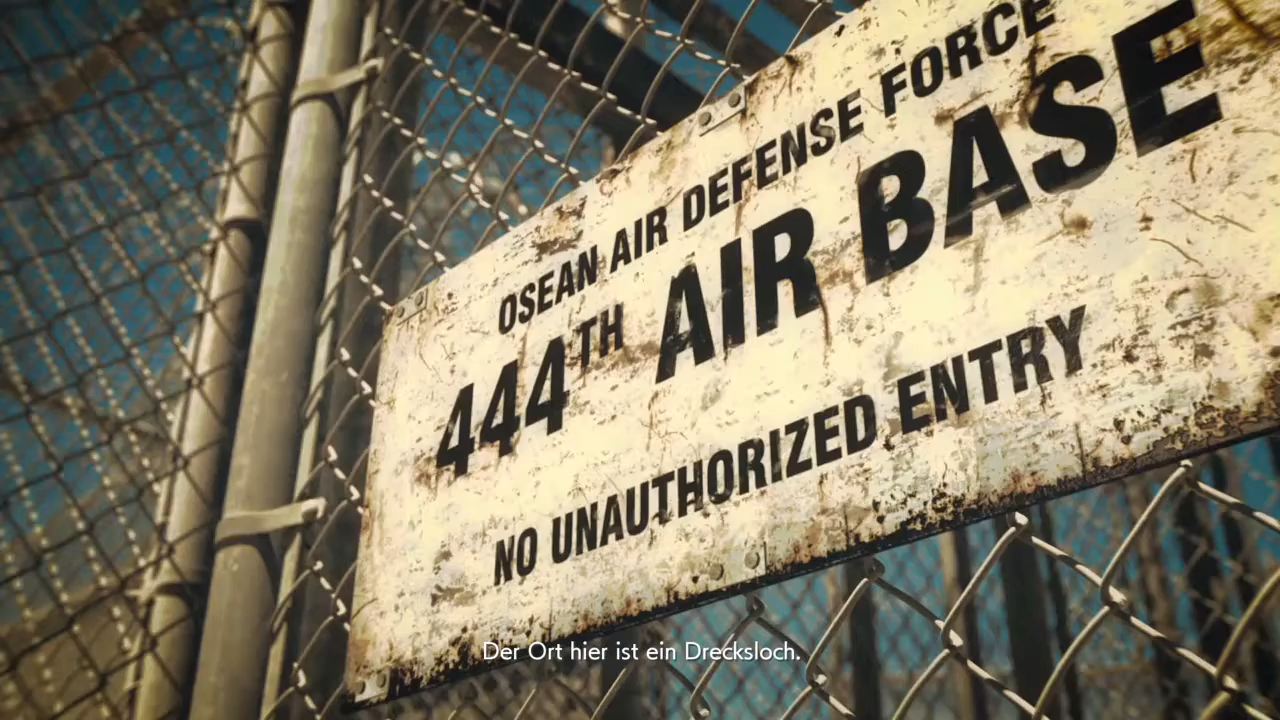 OSEAN AIR DEFENSE FORCE
444TH AIR BASE
NO UNAUTHORIZED ENTRY
Der Ort hier ist ein Drecksloch.